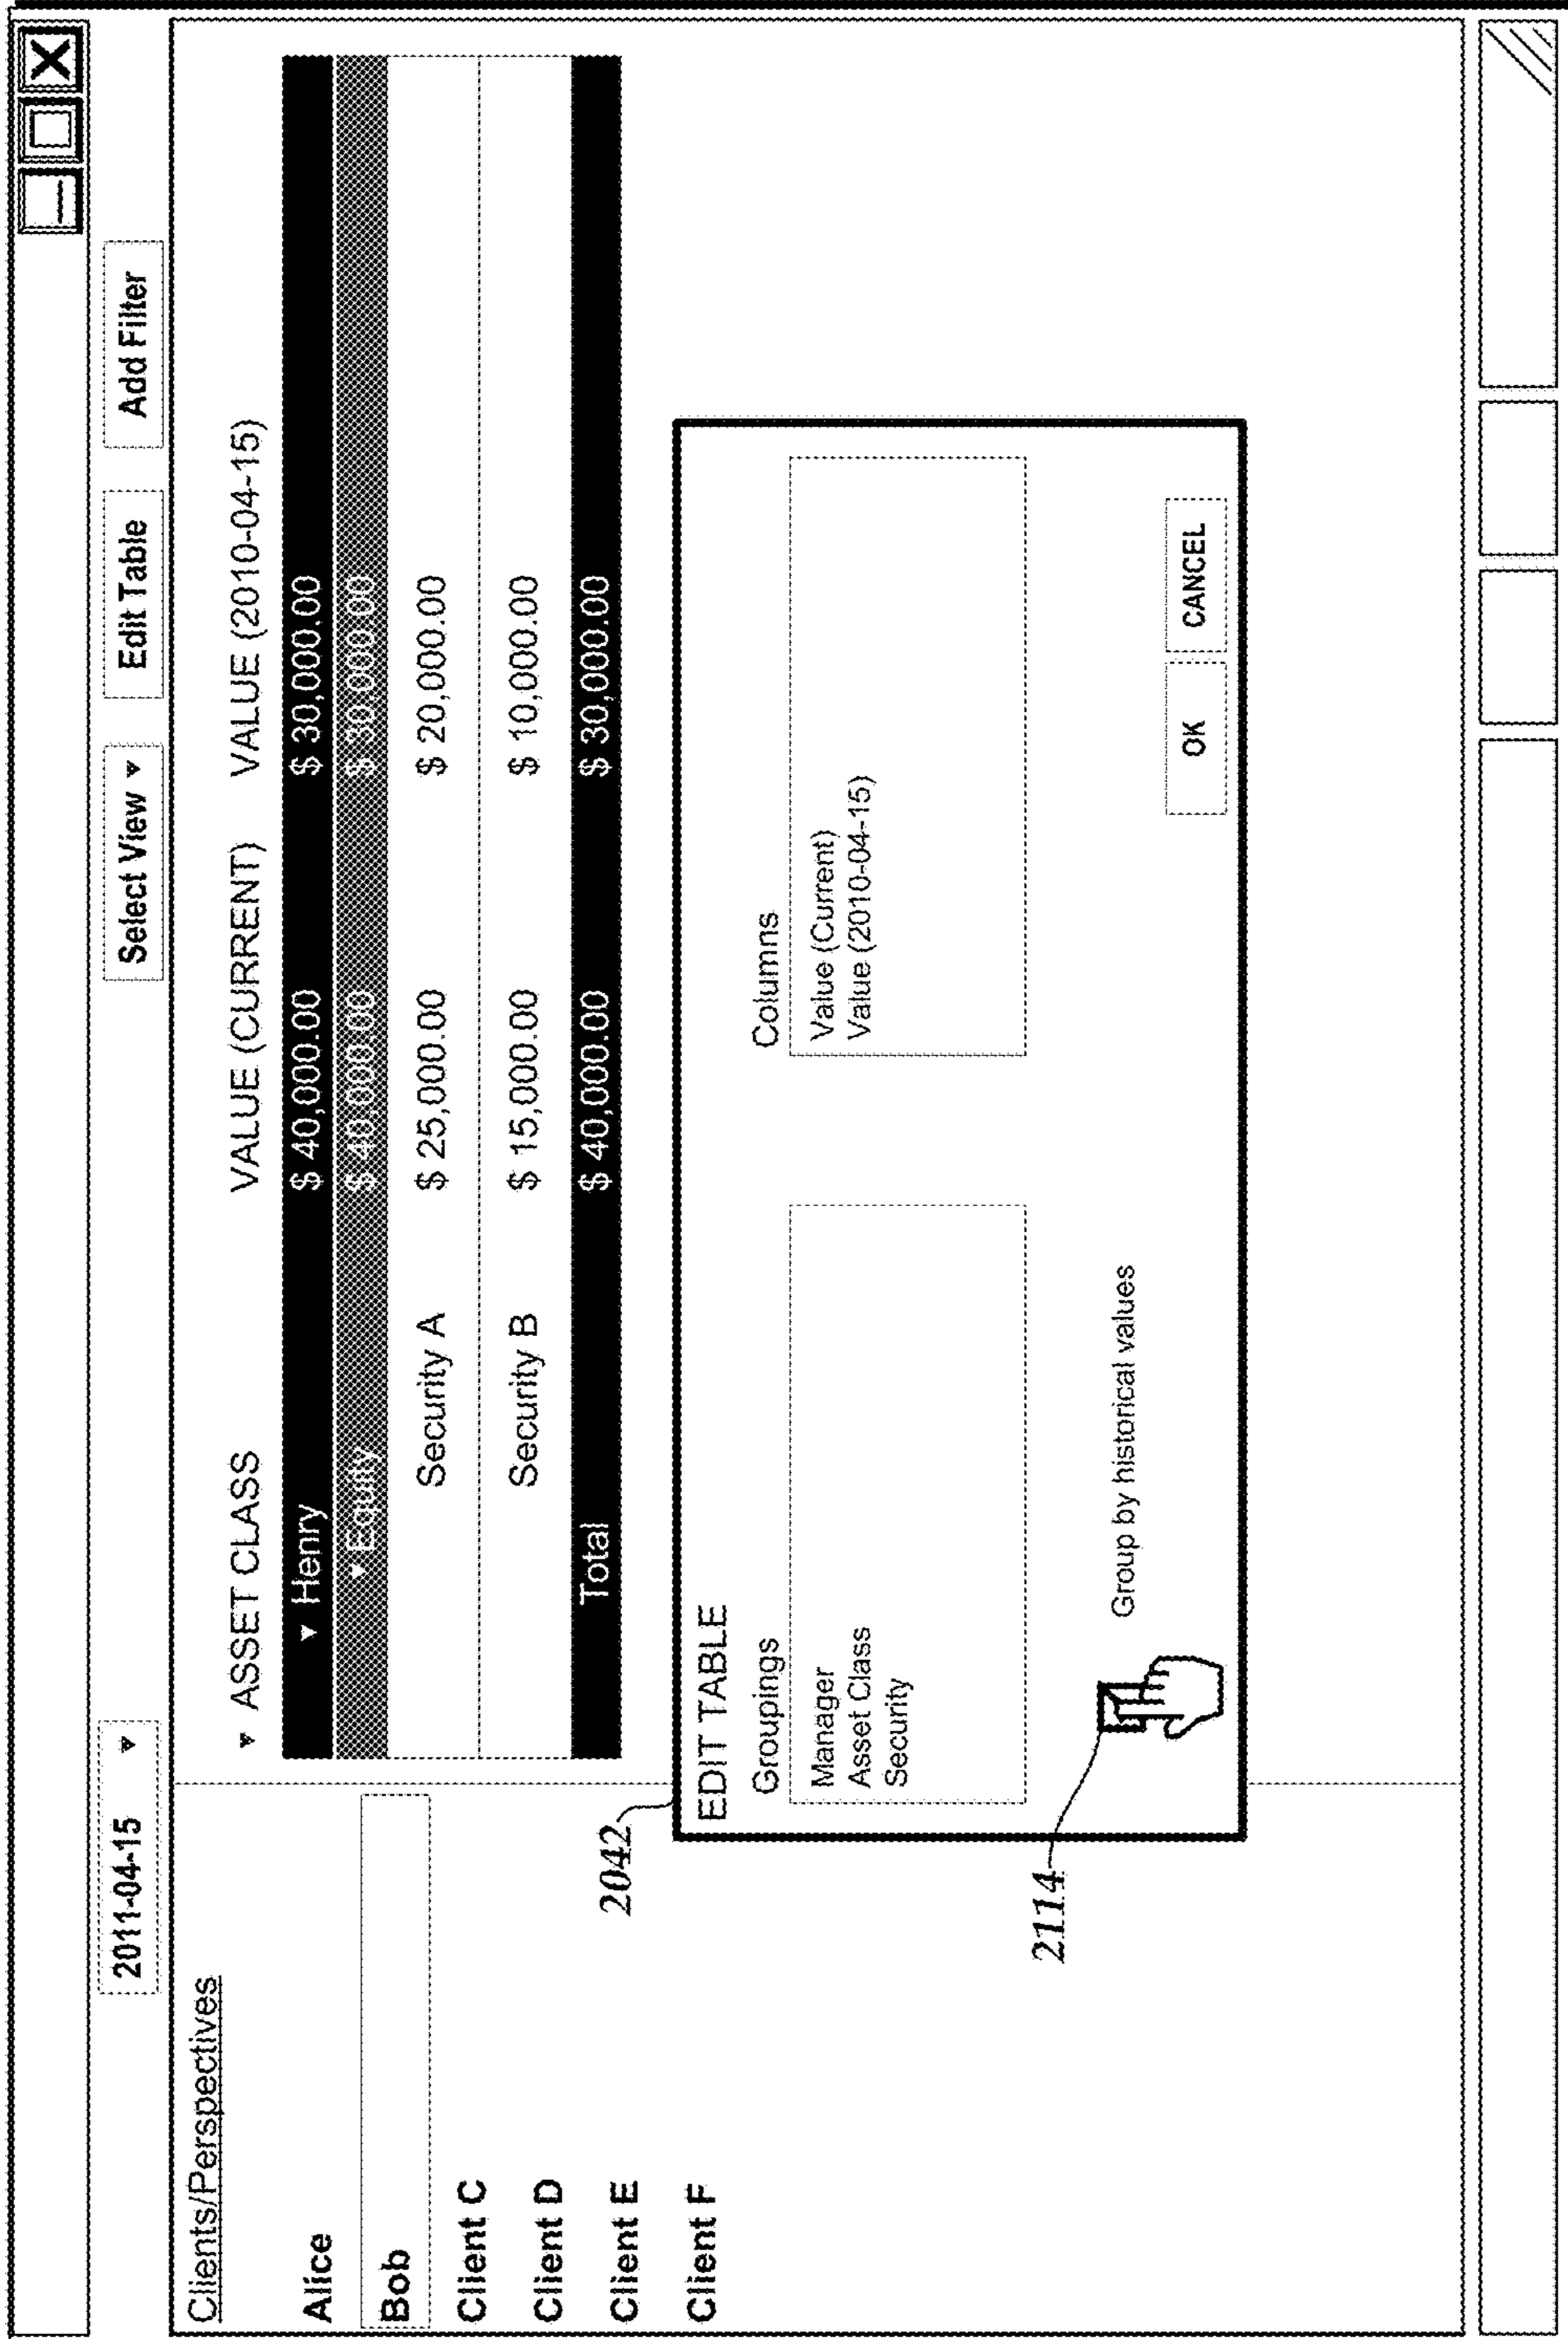 2011-04-15 ▾ Select View ▾ Edit Table Add Filter
Clients/Perspectives
Alice
Bob
Client C
Client D
Client E
Client F
▾ ASSET CLASS VALUE (CURRENT) VALUE (2010-04-15)
▾ Henry $ 40,000.00 $ 30,000.00
▾ Equity $ 40,000.00 $ 30,000.00
Security A $ 25,000.00 $ 20,000.00
Security B $ 15,000.00 $ 10,000.00
Total $ 40,000.00 $ 30,000.00
2042
EDIT TABLE
Groupings
Manager
Asset Class
Security
Columns
Value (Current)
Value (2010-04-15)
2114
Group by historical values
OK CANCEL